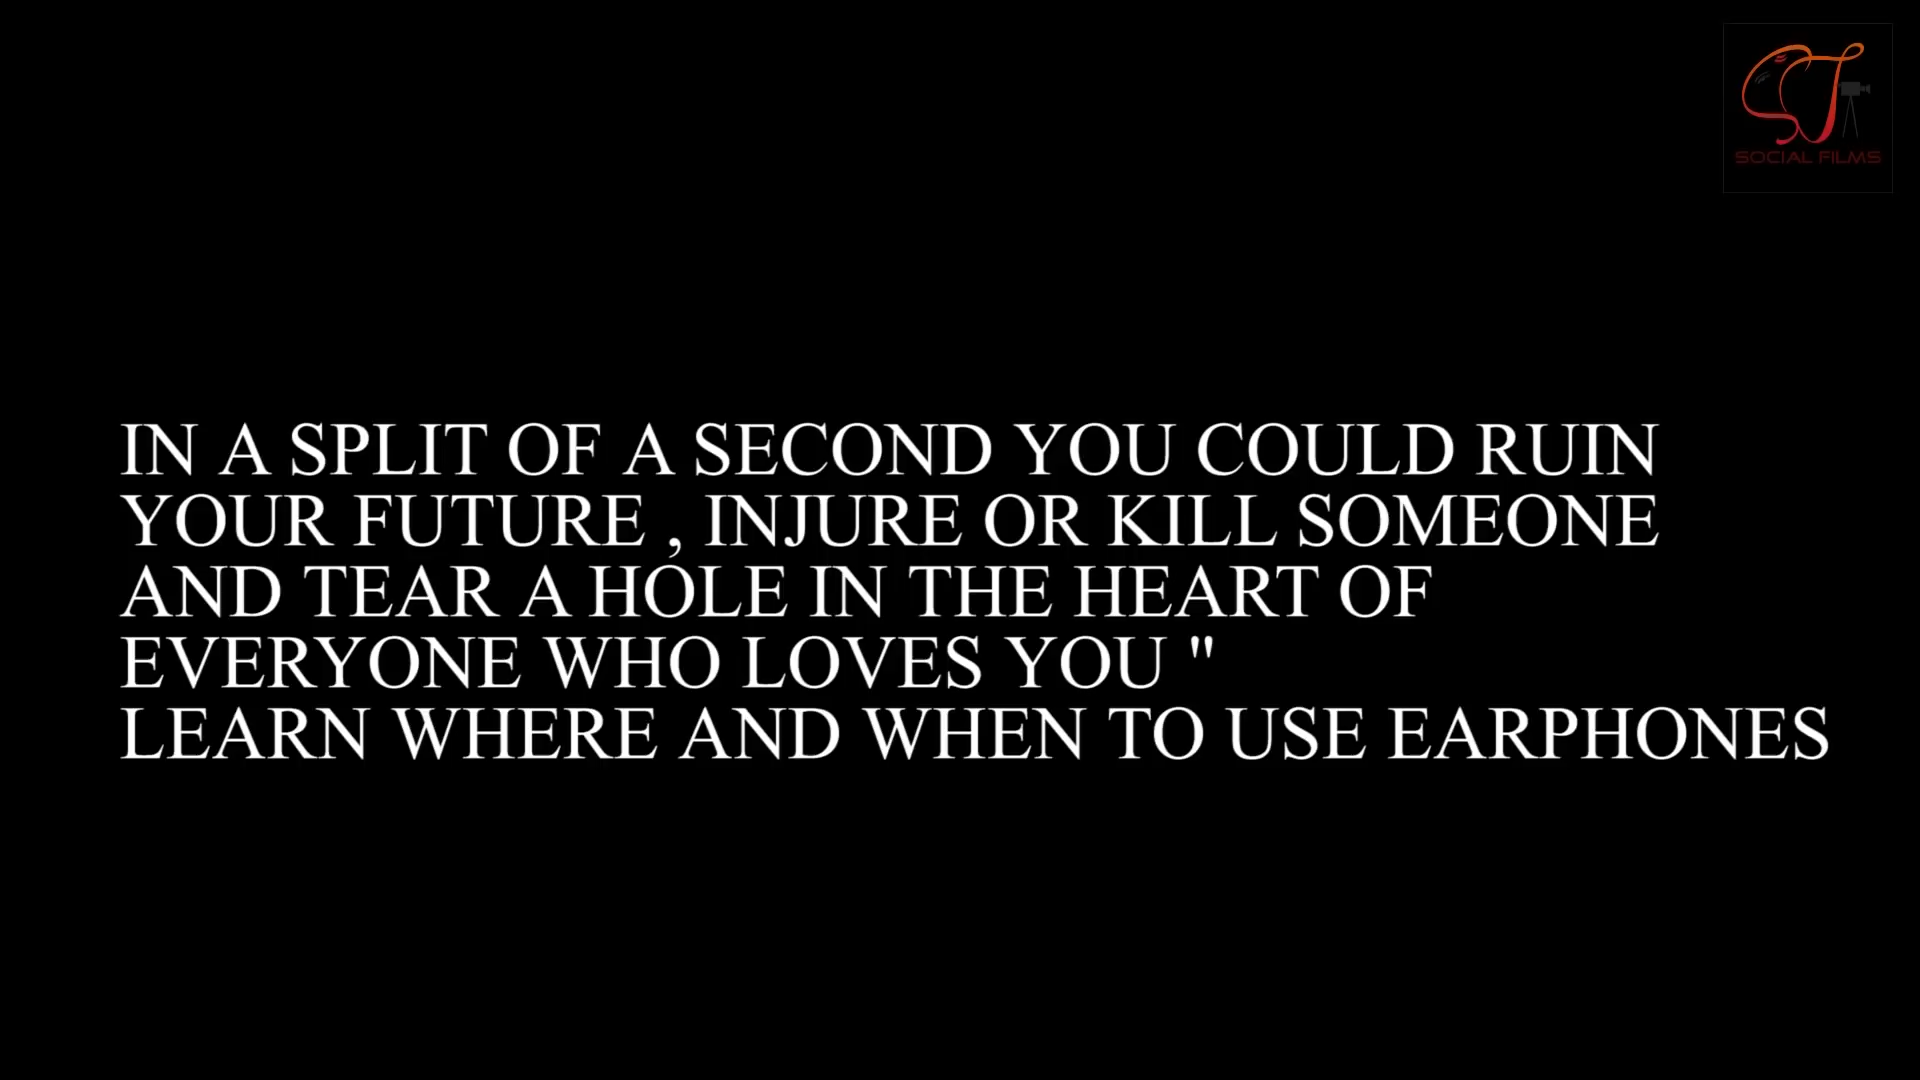 SOCIAL FILMS
IN A SPLIT OF A SECOND YOU COULD RUIN
YOUR FUTURE , INJURE OR KILL SOMEONE
AND TEAR A HOLE IN THE HEART OF
EVERYONE WHO LOVES YOU "
LEARN WHERE AND WHEN TO USE EARPHONES